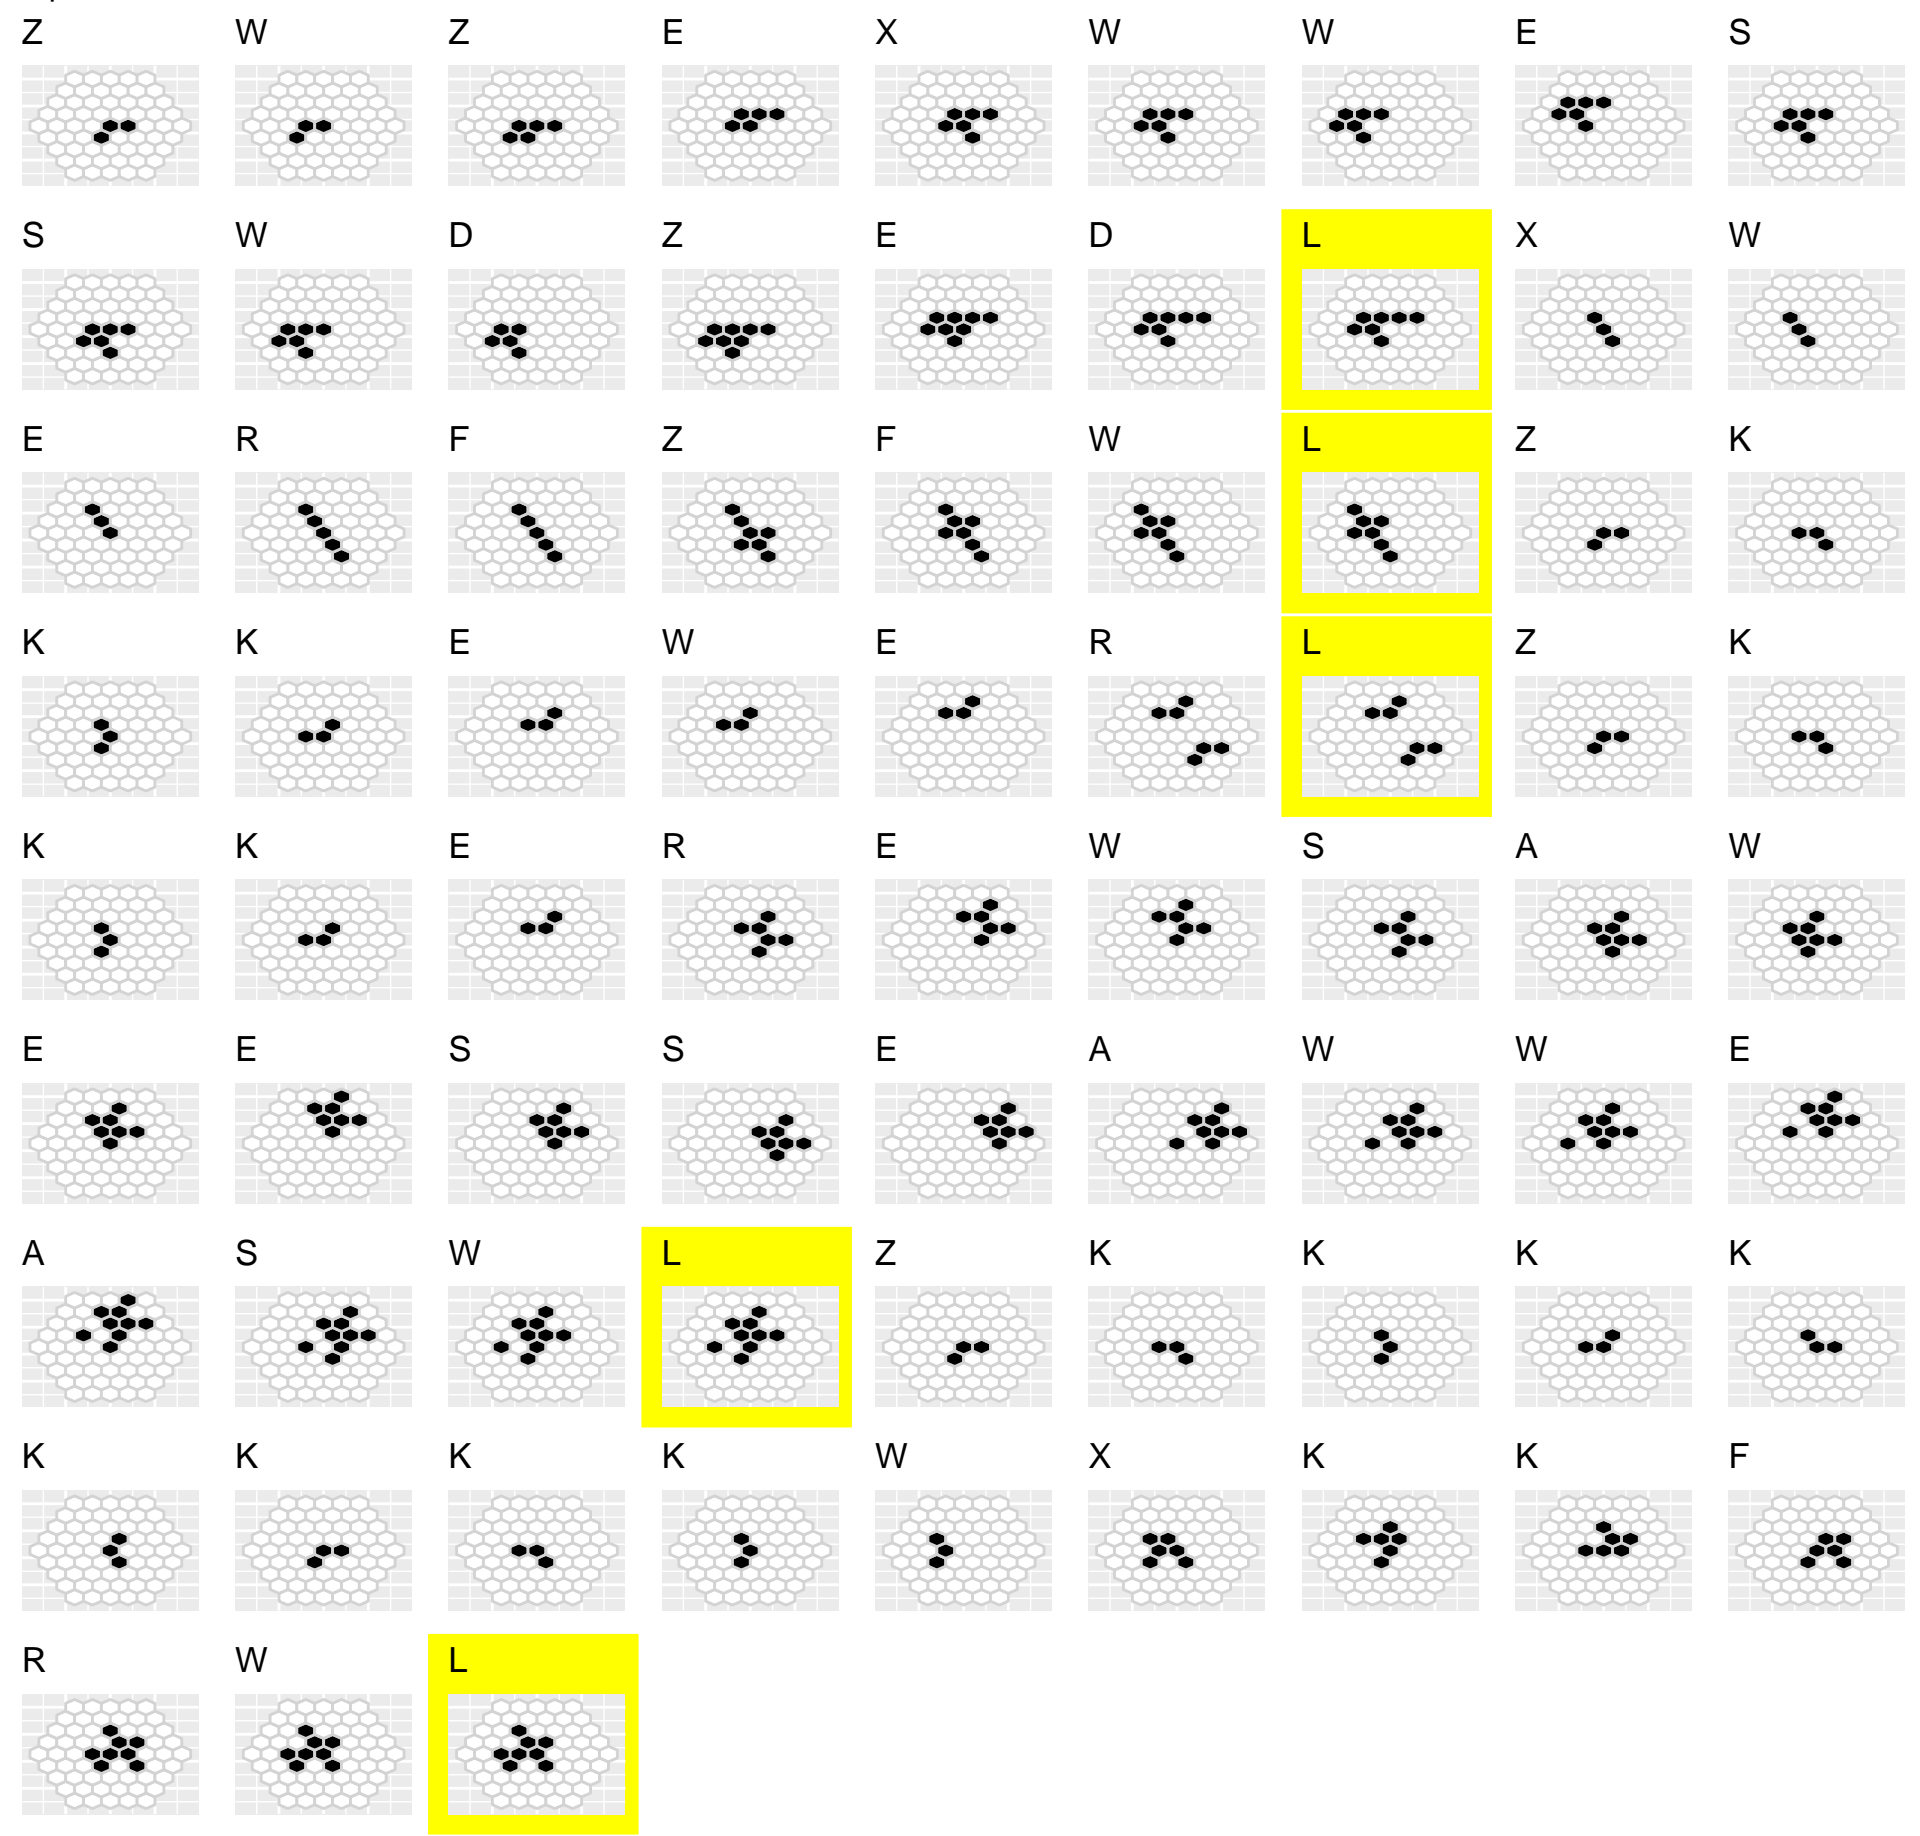 Z W Z E X W W E S
S W D Z E D L X W
E R F Z F W L Z K
K K E W E R L Z K
K K E R E W S A W
E E S S E A W W E
A S W L Z K K K K
K K K K W X K K F
R W L